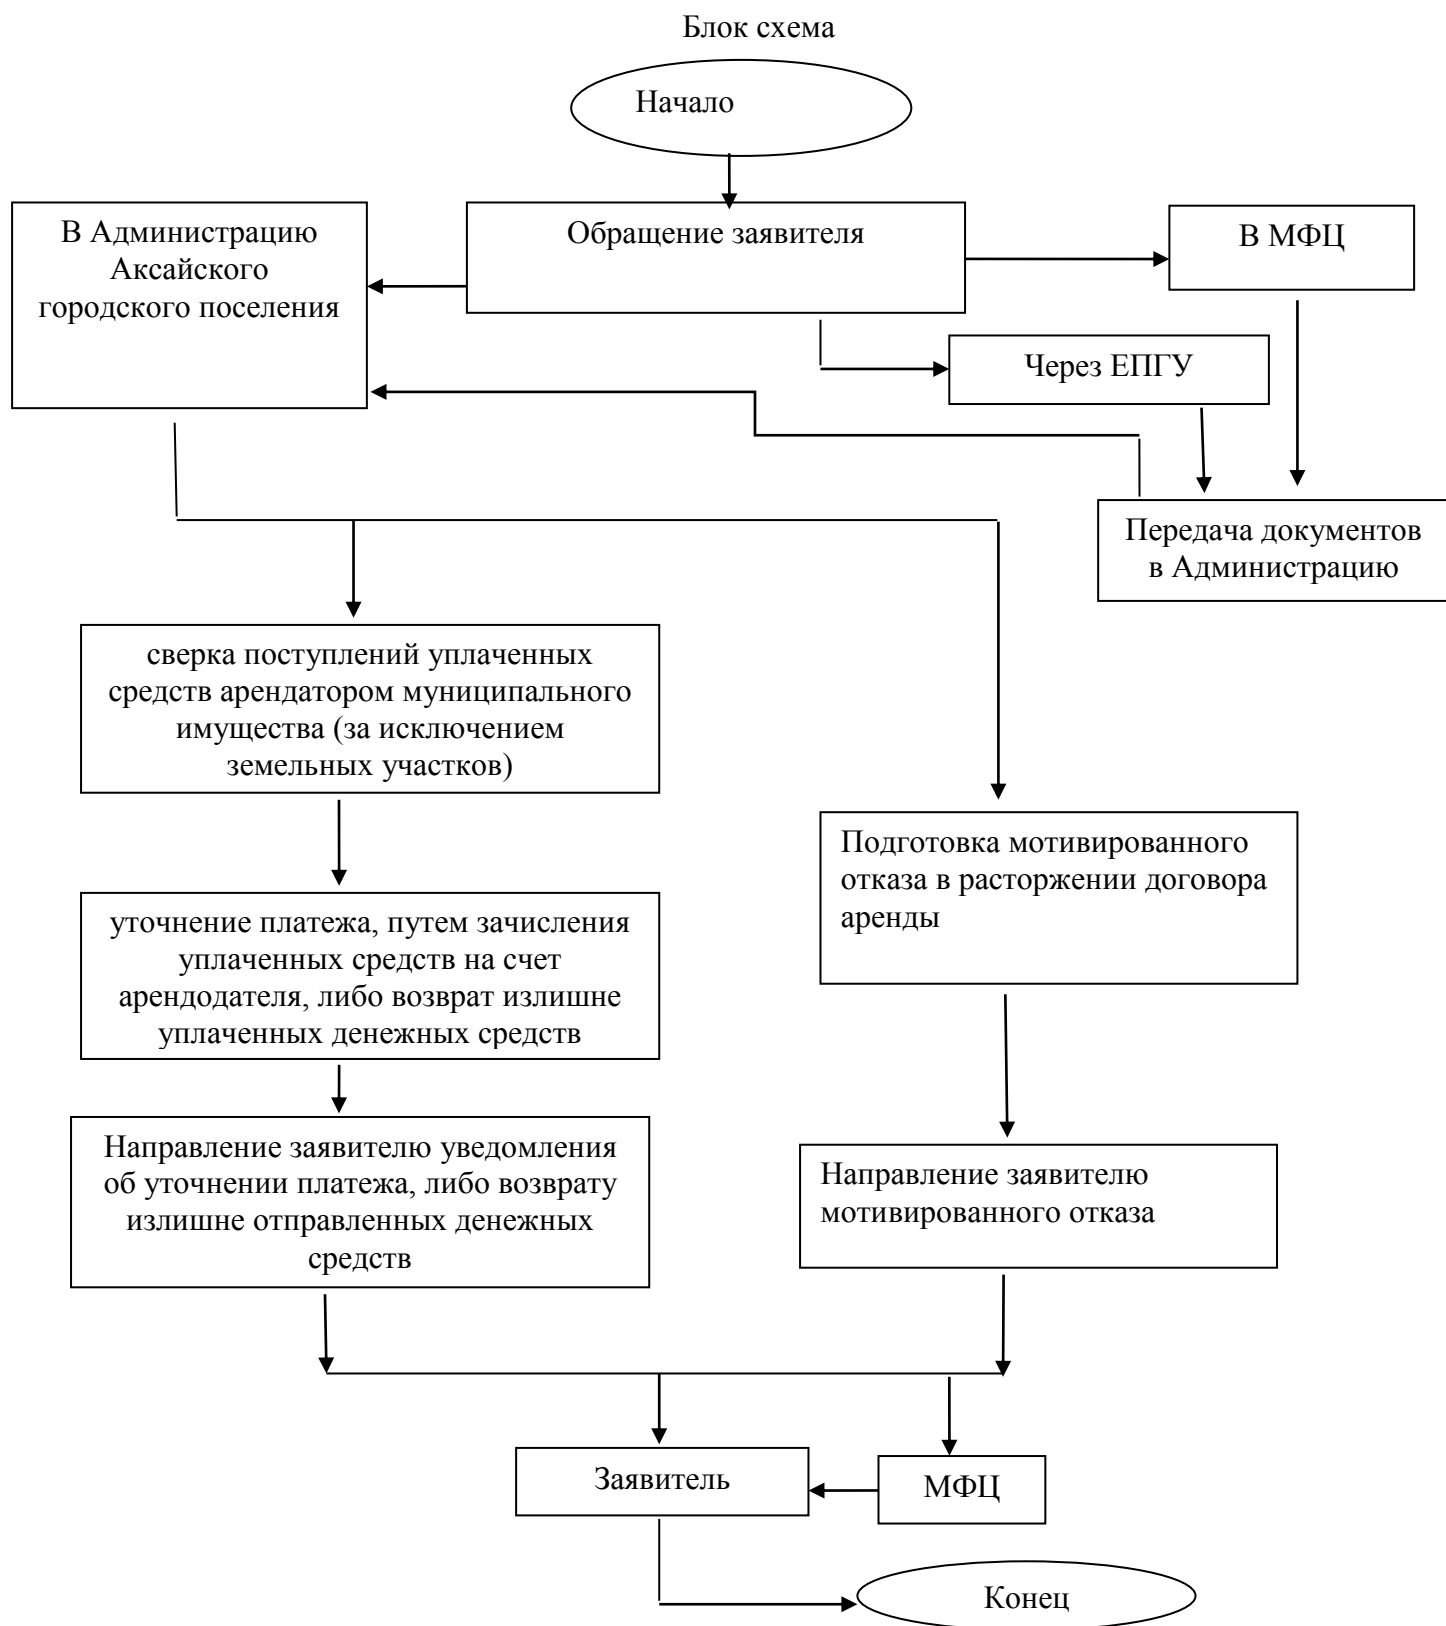 Блок схема
Начало
В Администрацию
Аксайского
городского поселения
Обращение заявителя
В МФЦ
Через ЕПГУ
Передача документов
в Администрацию
сверка поступлений уплаченных
средств арендатором муниципального
имущества (за исключением
земельных участков)
Подготовка мотивированного
отказа в расторжении договора
аренды
уточнение платежа, путем зачисления
уплаченных средств на счет
арендодателя, либо возврат излишне
уплаченных денежных средств
Направление заявителю уведомления
об уточнении платежа, либо возврату
излишне отправленных денежных
средств
Направление заявителю
мотивированного отказа
Заявитель
МФЦ
Конец